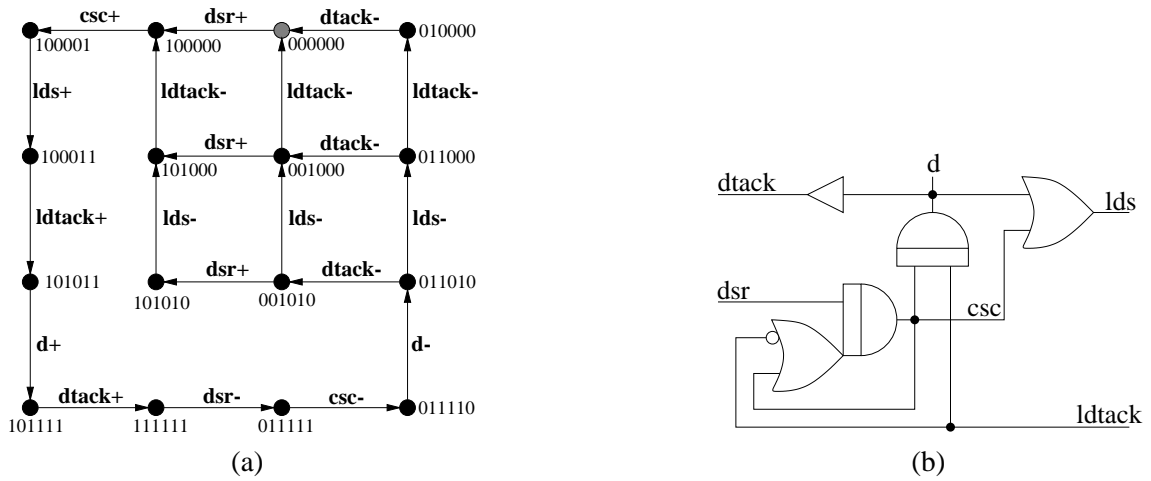 csc+ dsr+ dtack-
100001 100000 000000 010000
lds+ ldtack- ldtack- ldtack-
dsr+ dtack-
100011 101000 001000 011000
ldtack+ lds- lds- lds-
dsr+ dtack-
101011 101010 001010 011010
d+ d-
dtack+ dsr- csc-
101111 111111 011111 011110
(a)
d
dtack lds
dsr csc
ldtack
(b)